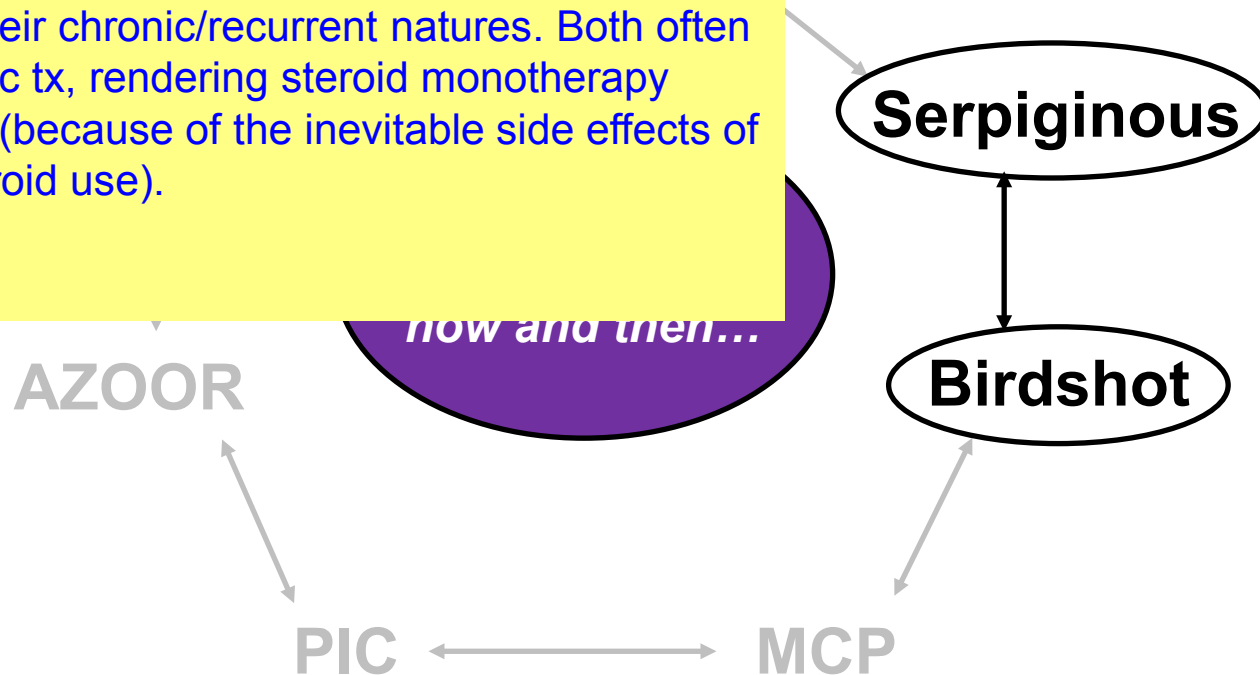 eir chronic/recurrent natures. Both often
c tx, rendering steroid monotherapy
(because of the inevitable side effects of
roid use).
Serpiginous
now and then…
AZOOR
Birdshot
PIC
MCP